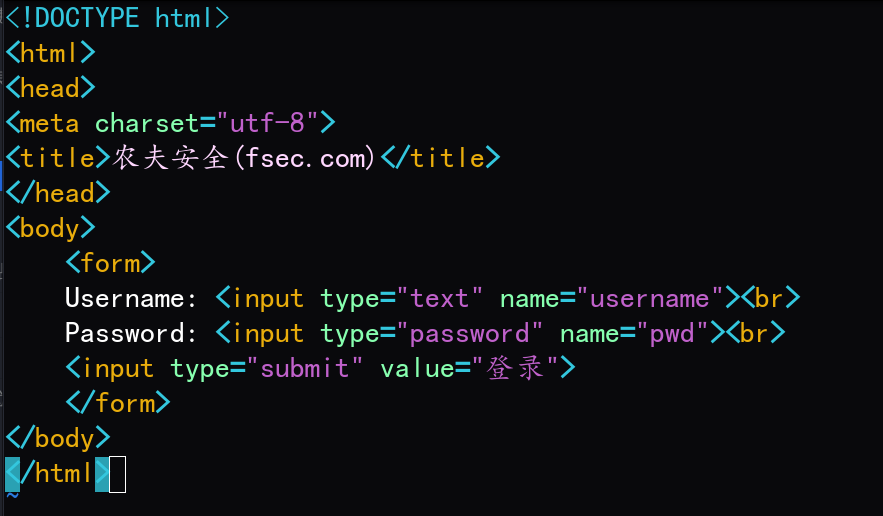 <!DOCTYPE html>
<html>
<head>
<meta charset="utf-8">
<title>农夫安全(fsec.com)</title>
</head>
<body>
    <form>
    Username: <input type="text" name="username"><br>
    Password: <input type="password" name="pwd"><br>
    <input type="submit" value="登录">
    </form>
</body>
</html>
~